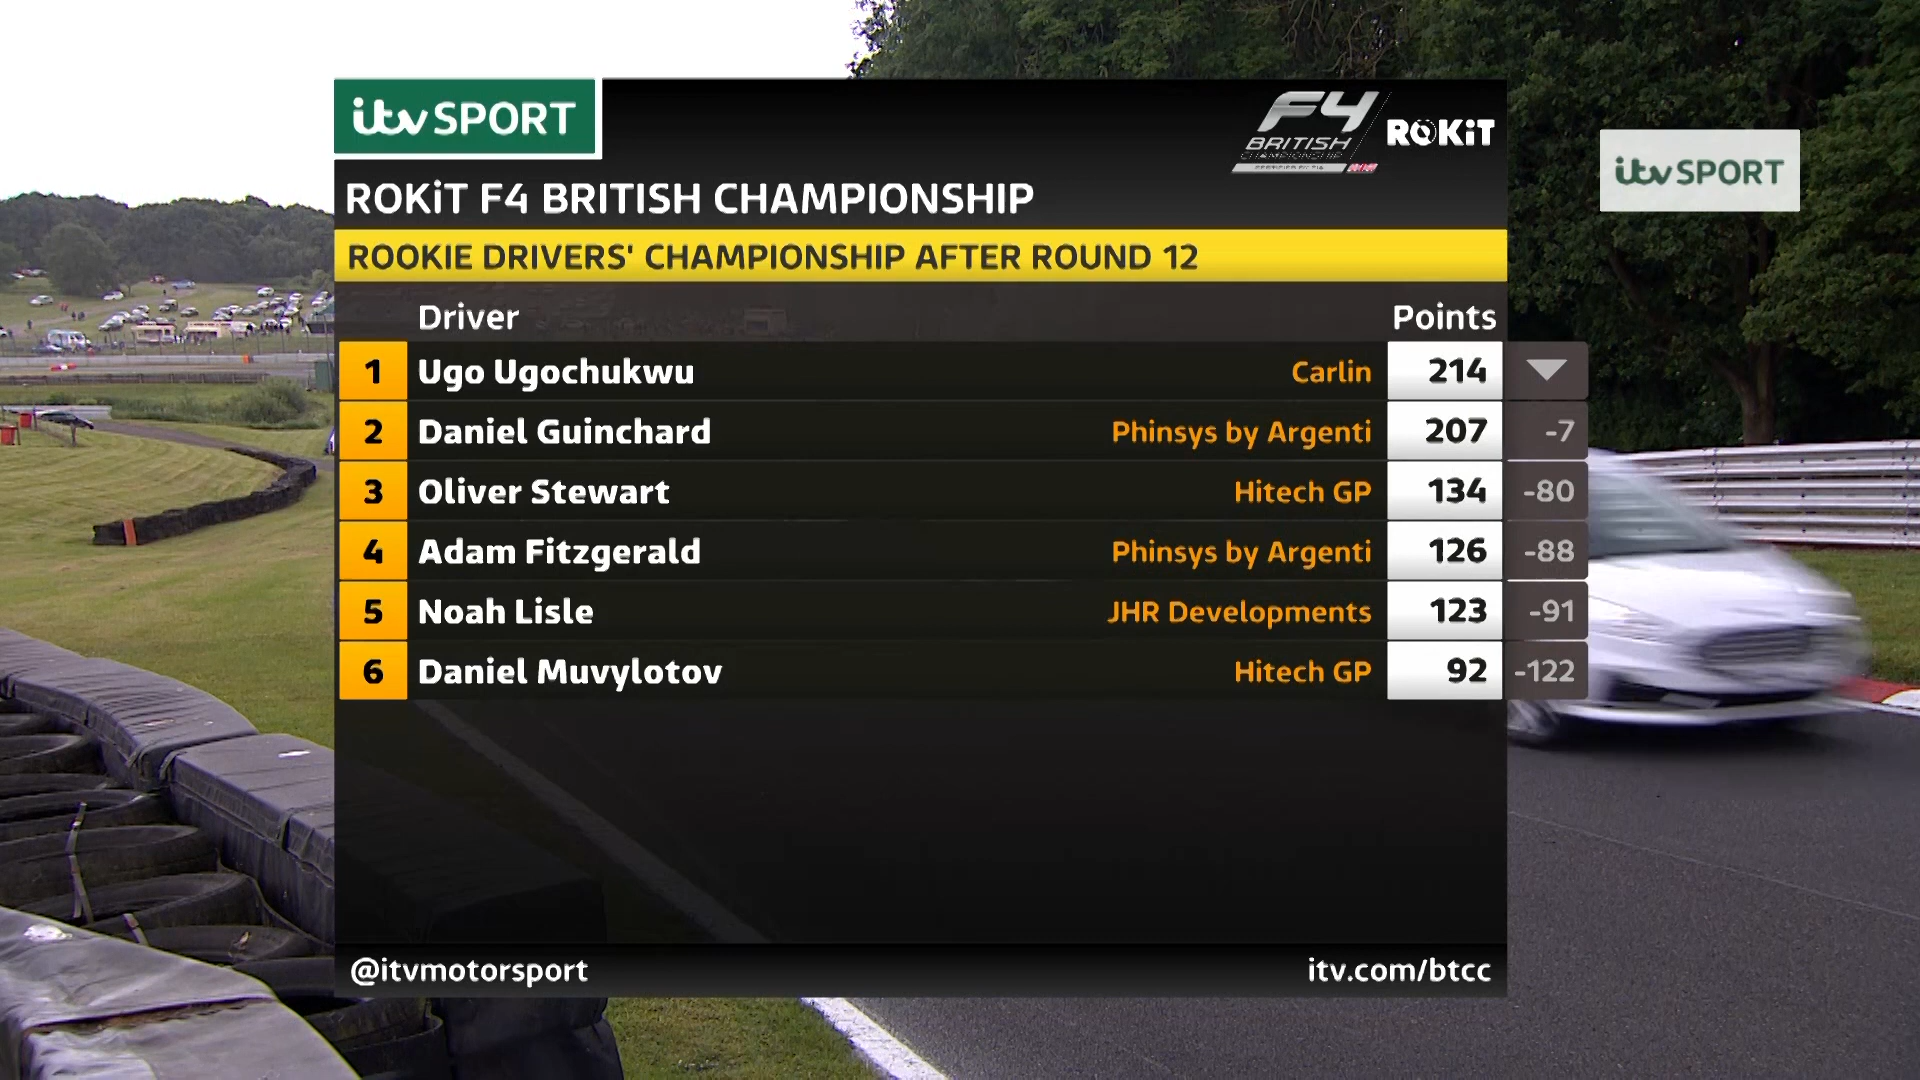 itv SPORT
F4
BRITISH
CHAMPIONSHIP
ROKiT
itv SPORT
ROKiT F4 BRITISH CHAMPIONSHIP
ROOKIE DRIVERS' CHAMPIONSHIP AFTER ROUND 12
Driver Points
1 Ugo Ugochukwu Carlin 214
2 Daniel Guinchard Phinsys by Argenti 207 -7
3 Oliver Stewart Hitech GP 134 -80
4 Adam Fitzgerald Phinsys by Argenti 126 -88
5 Noah Lisle JHR Developments 123 -91
6 Daniel Muvylotov Hitech GP 92 -122
@itvmotorsport itv.com/btcc